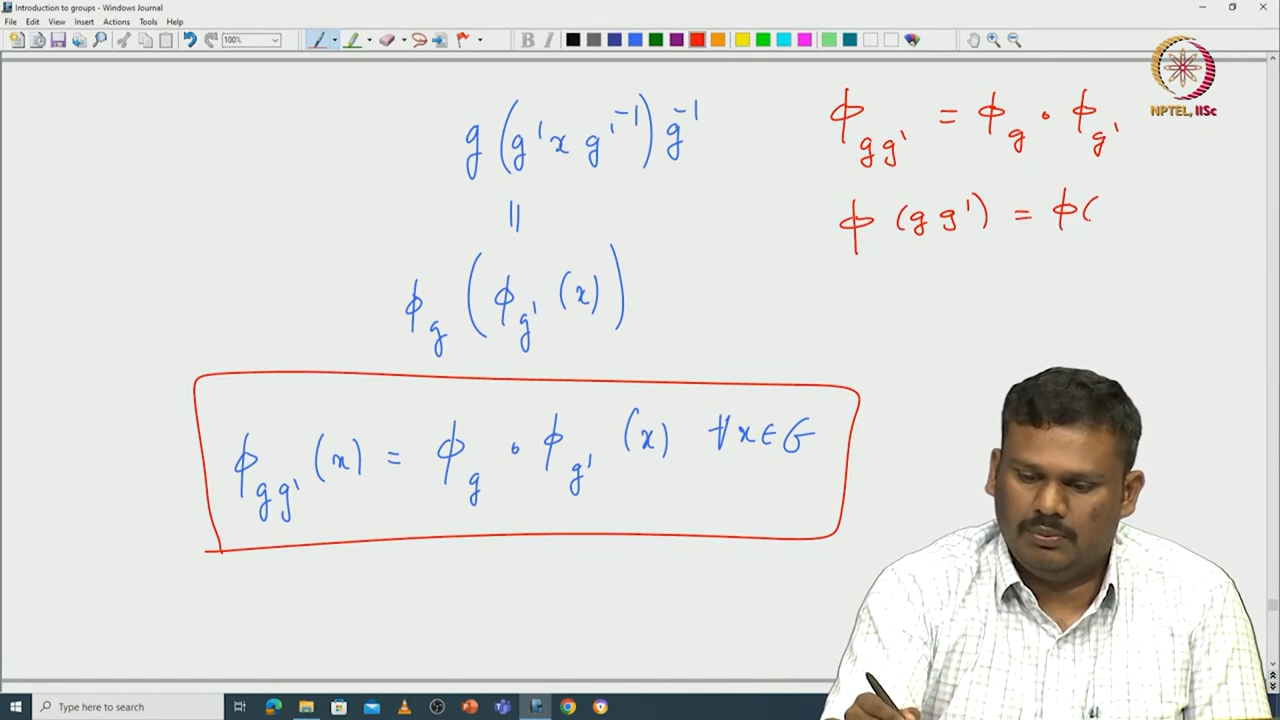 Introduction to groups - Windows Journal
File Edit View Insert Actions Tools Help
100%
B I
NPTEL, IISc
g (g' x g'⁻¹) g⁻¹
||
ϕ_g (ϕ_g' (x))
ϕ_gg' (x) = ϕ_g ∘ ϕ_g' (x) ∀ x ∈ G
ϕ_gg' = ϕ_g ∘ ϕ_g'
ϕ (g g') = ϕ(
Type here to search